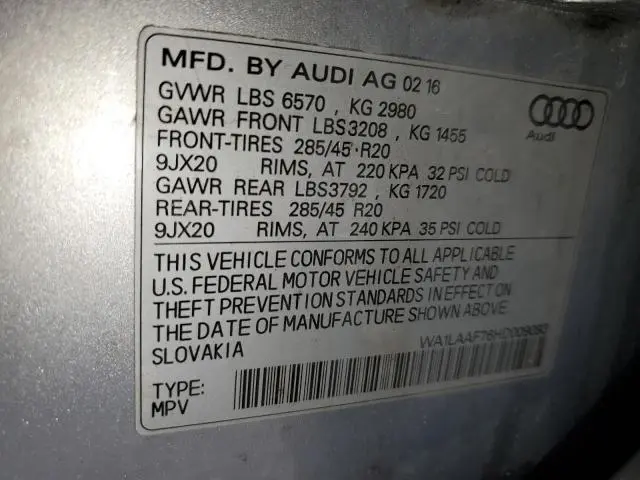 MFD. BY AUDI AG 02 16
GVWR LBS 6570 , KG 2980
GAWR FRONT LBS3208 , KG 1455
FRONT-TIRES 285/45 R20
9JX20 RIMS, AT 220 KPA 32 PSI COLD
GAWR REAR LBS3792 , KG 1720
REAR-TIRES 285/45 R20
9JX20 RIMS, AT 240 KPA 35 PSI COLD
Audi
THIS VEHICLE CONFORMS TO ALL APPLICABLE
U.S. FEDERAL MOTOR VEHICLE SAFETY AND
THEFT PREVENTION STANDARDS IN EFFECT ON
THE DATE OF MANUFACTURE SHOWN ABOVE
SLOVAKIA
WA1LAAF76HD009093
TYPE:
MPV